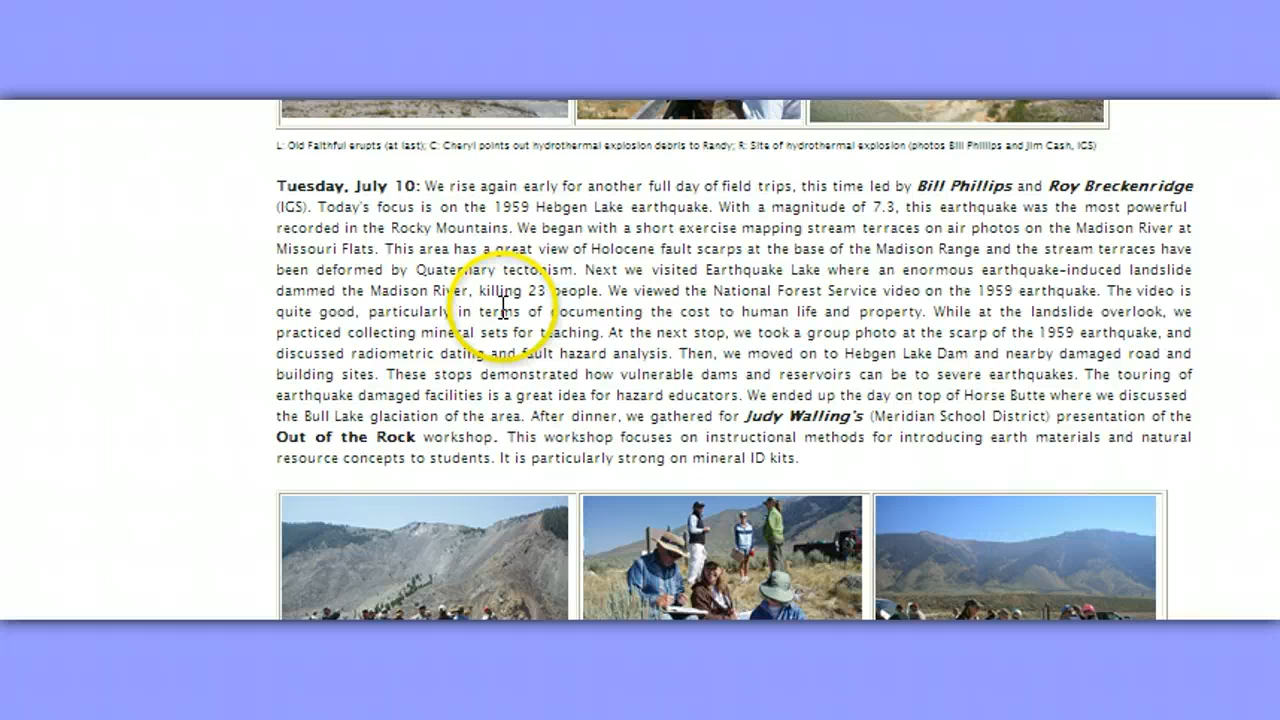 L: Old Faithful erupts (at last); C: Cheryl points out hydrothermal explosion debris to Randy; R: Site of hydrothermal explosion (photos Bill Phillips and Jim Cash, IGS)
Tuesday, July 10: We rise again early for another full day of field trips, this time led by Bill Phillips and Roy Breckenridge
(IGS). Today's focus is on the 1959 Hebgen Lake earthquake. With a magnitude of 7.3, this earthquake was the most powerful
recorded in the Rocky Mountains. We began with a short exercise mapping stream terraces on air photos on the Madison River at
Missouri Flats. This area has a great view of Holocene fault scarps at the base of the Madison Range and the stream terraces have
been deformed by Quaternary tectonism. Next we visited Earthquake Lake where an enormous earthquake-induced landslide
dammed the Madison River, killing 23 people. We viewed the National Forest Service video on the 1959 earthquake. The video is
quite good, particularly in terms of documenting the cost to human life and property. While at the landslide overlook, we
practiced collecting mineral sets for teaching. At the next stop, we took a group photo at the scarp of the 1959 earthquake, and
discussed radiometric dating and fault hazard analysis. Then, we moved on to Hebgen Lake Dam and nearby damaged road and
building sites. These stops demonstrated how vulnerable dams and reservoirs can be to severe earthquakes. The touring of
earthquake damaged facilities is a great idea for hazard educators. We ended up the day on top of Horse Butte where we discussed
the Bull Lake glaciation of the area. After dinner, we gathered for Judy Walling's (Meridian School District) presentation of the
Out of the Rock workshop. This workshop focuses on instructional methods for introducing earth materials and natural
resource concepts to students. It is particularly strong on mineral ID kits.